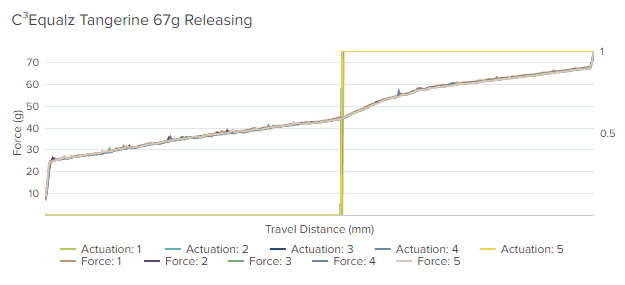 C³Equalz Tangerine 67g Releasing
70
60
50
40
30
20
10
Force (g)
1
0.5
Travel Distance (mm)
Actuation: 1 Actuation: 2 Actuation: 3 Actuation: 4 Actuation: 5
Force: 1 Force: 2 Force: 3 Force: 4 Force: 5